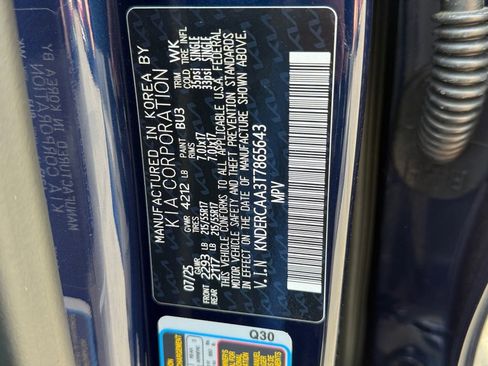 MANUFACTURED IN KOREA BY
KIA CORPORATION
07/25 GVWR 4212 LB PAINT BU3 TRIM WK
GAWR TIRES RIMS COLD TIRE INFL
FRONT 2293 LB 215/55R17 7.0Jx17 33psi SINGLE
REAR 2117 LB 215/55R17 7.0Jx17 33psi SINGLE
THIS VEHICLE CONFORMS TO ALL APPLICABLE U.S.A. FEDERAL
MOTOR VEHICLE SAFETY AND THEFT PREVENTION STANDARDS
IN EFFECT ON THE DATE OF MANUFACTURE SHOWN ABOVE.
V.I.N KNDERCAA3T7865643
MPV
Q30